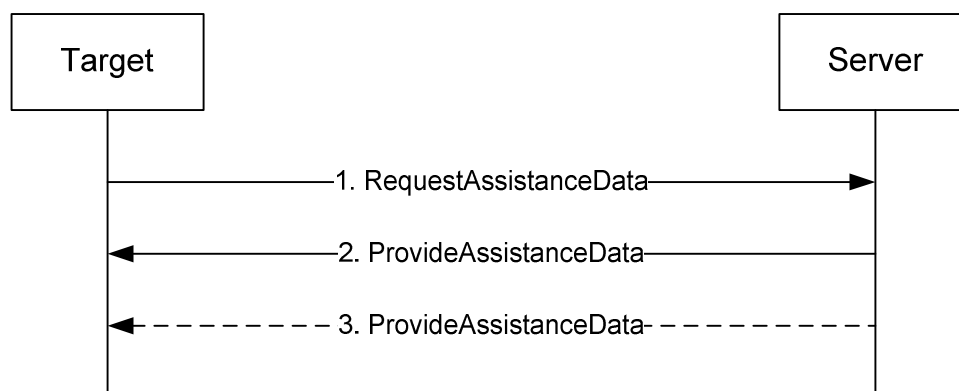 Target
Server
1. RequestAssistanceData
2. ProvideAssistanceData
3. ProvideAssistanceData